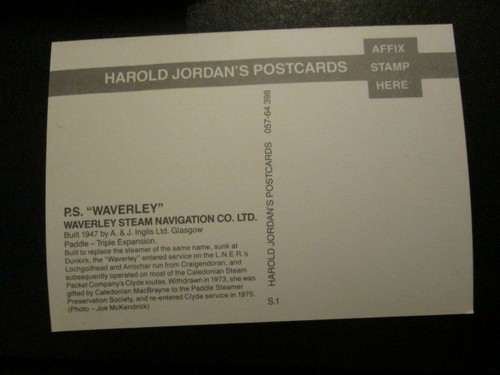 HAROLD JORDAN'S POSTCARDS
AFFIX
STAMP
HERE
P.S. "WAVERLEY"
WAVERLEY STEAM NAVIGATION CO. LTD.
Built 1947 by A. & J. Inglis Ltd. Glasgow
Paddle – Triple Expansion.
Built to replace the steamer of the same name, sunk at
Dunkirk, the "Waverley" entered service on the L.N.E.R.'s
Lochgoilhead and Arrochar run from Craigendoran, and
subsequently operated on most of the Caledonian Steam
Packet Company's Clyde routes. Withdrawn in 1973, she was
gifted by Caledonian MacBrayne to the Paddle Steamer
Preservation Society, and re-entered Clyde service in 1975.
(Photo – Joe McKendrick)
HAROLD JORDAN'S POSTCARDS 057-64 398
S.1